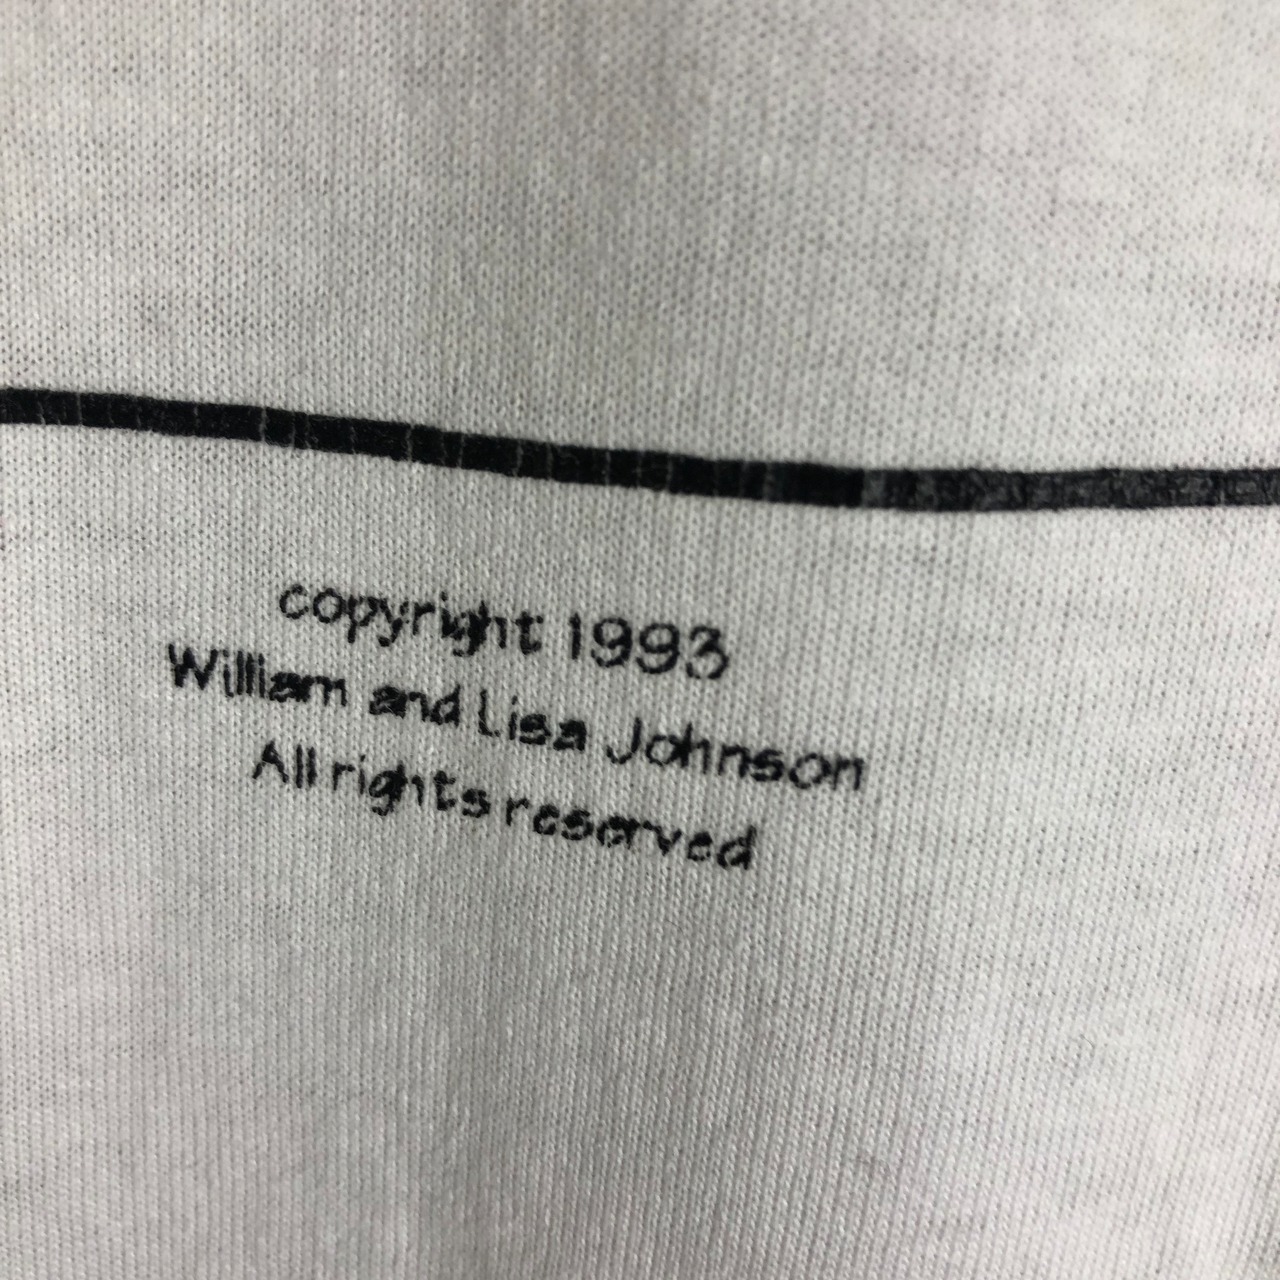 copyright 1993
William and Lisa Johnson
All rights reserved